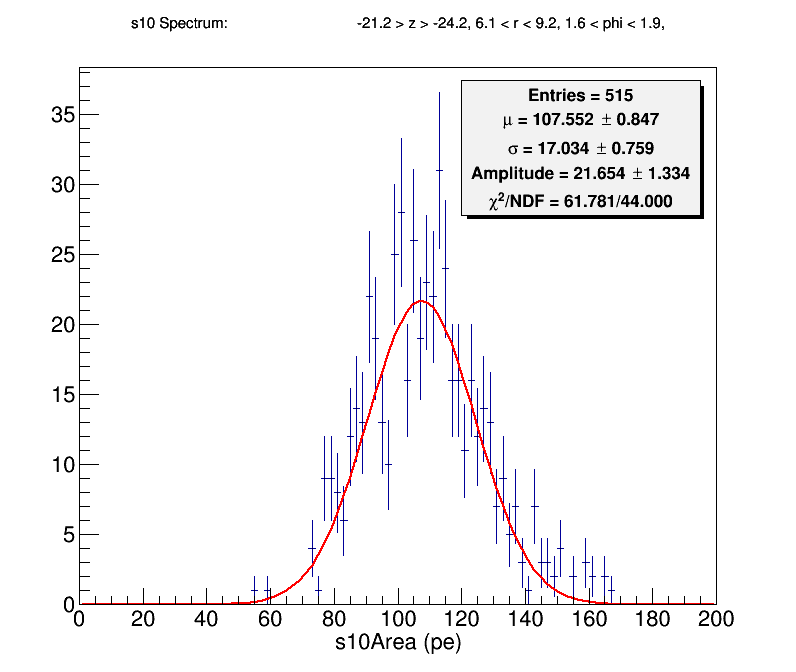 s10 Spectrum: -21.2 > z > -24.2, 6.1 < r < 9.2, 1.6 < phi < 1.9,
Entries = 515
μ = 107.552 ± 0.847
σ = 17.034 ± 0.759
Amplitude = 21.654 ± 1.334
χ²/NDF = 61.781/44.000
35
30
25
20
15
10
5
0
0 20 40 60 80 100 120 140 160 180 200
s10Area (pe)